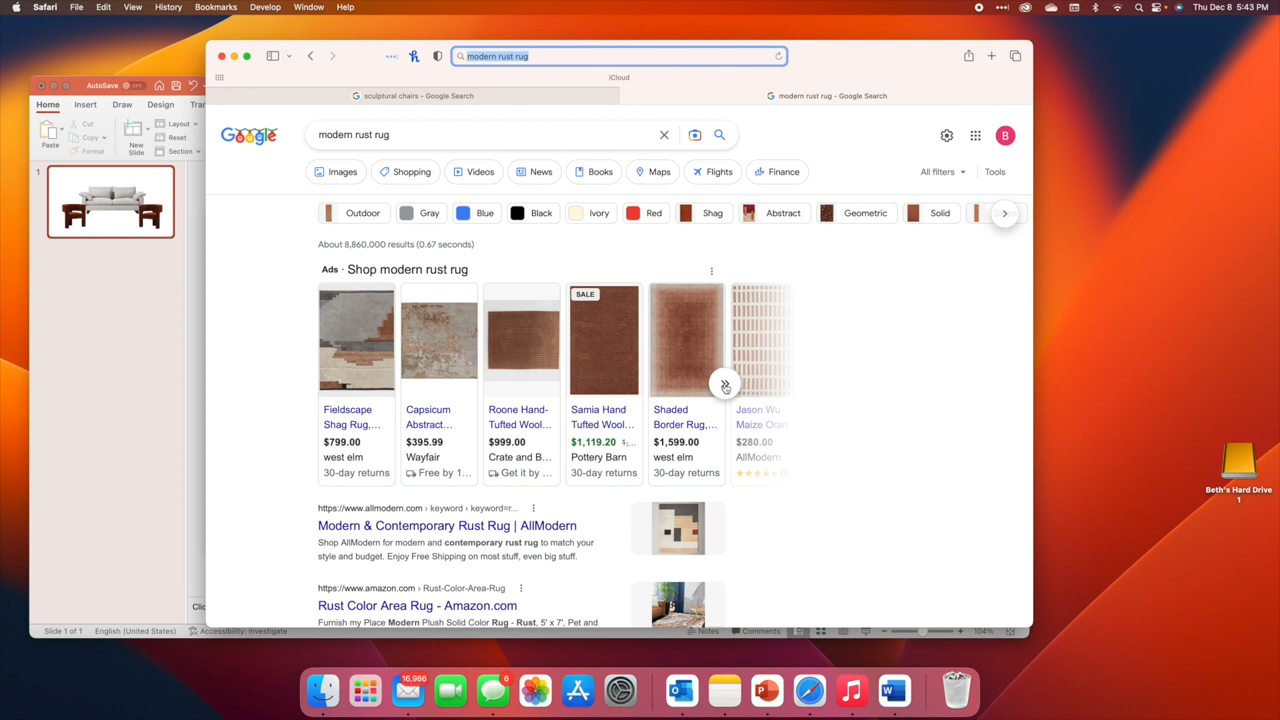 Safari File Edit View History Bookmarks Develop Window Help
Thu Dec 8 5:43 PM
AutoSave OFF
Home Insert Draw Design Tra
Paste
Cut
Copy
Format
New
Slide
Layout
Reset
Section
1
modern rust rug
iCloud
sculptural chairs - Google Search
modern rust rug - Google Search
Google
modern rust rug
B
Images Shopping Videos News Books Maps Flights Finance
All filters Tools
Outdoor Gray Blue Black Ivory Red Shag Abstract Geometric Solid
About 8,860,000 results (0.67 seconds)
Ads · Shop modern rust rug
SALE
Fieldscape
Shag Rug,...
$799.00
west elm
30-day returns
Capsicum
Abstract...
$395.99
Wayfair
Free by 1...
Roone Hand-
Tufted Wool...
$999.00
Crate and B...
Get it by ...
Samia Hand
Tufted Wool...
$1,119.20 1,...
Pottery Barn
30-day returns
Shaded
Border Rug,...
$1,599.00
west elm
30-day returns
Jason Wu
Maize Oran
$280.00
AllModern
https://www.allmodern.com › keyword › keyword=r...
Modern & Contemporary Rust Rug | AllModern
Shop AllModern for modern and contemporary rust rug to match your
style and budget. Enjoy Free Shipping on most stuff, even big stuff.
https://www.amazon.com › Rust-Color-Area-Rug
Rust Color Area Rug - Amazon.com
Furnish my Place Modern Plush Solid Color Rug - Rust, 5' x 7', Pet and
Clic
Slide 1 of 1 English (United States) Accessibility: Investigate
Notes Comments 104%
Beth's Hard Drive
1
16,986
6